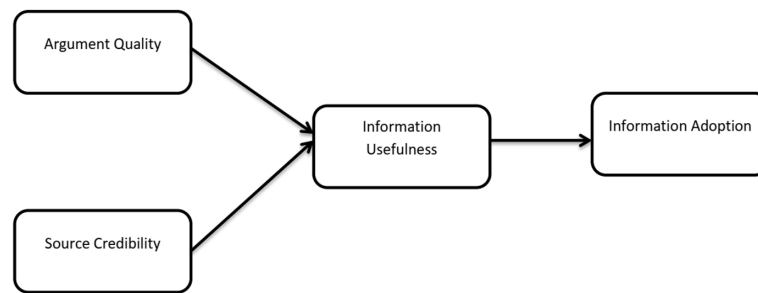 Argument Quality
Information
Usefulness
Information Adoption
Source Credibility